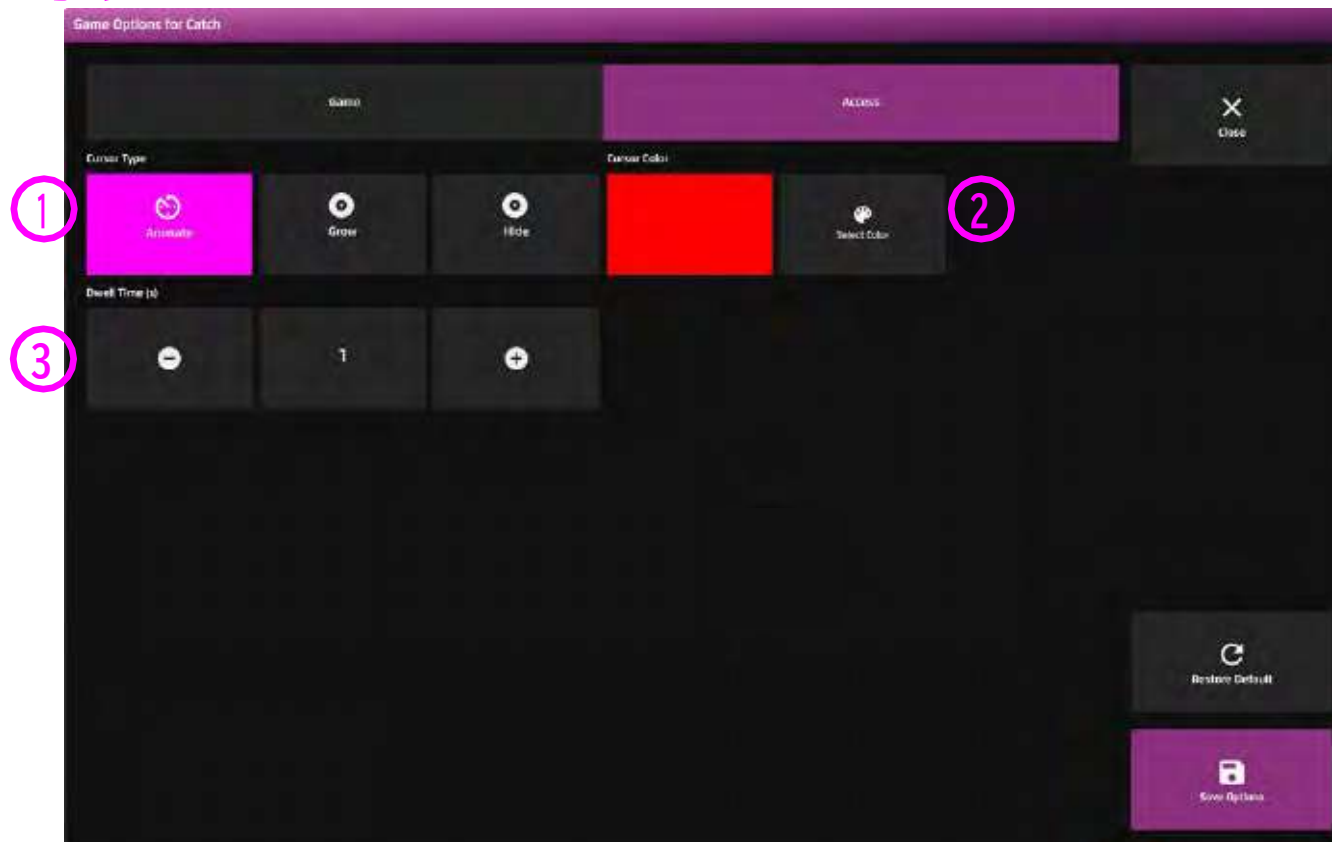 Game Options for Catch
Game
Access
Close
Cursor Type
Cursor Color
1
Animate
Grow
Hide
Select Color
2
Dwell Time (s)
3
1
Restore Default
Save Options